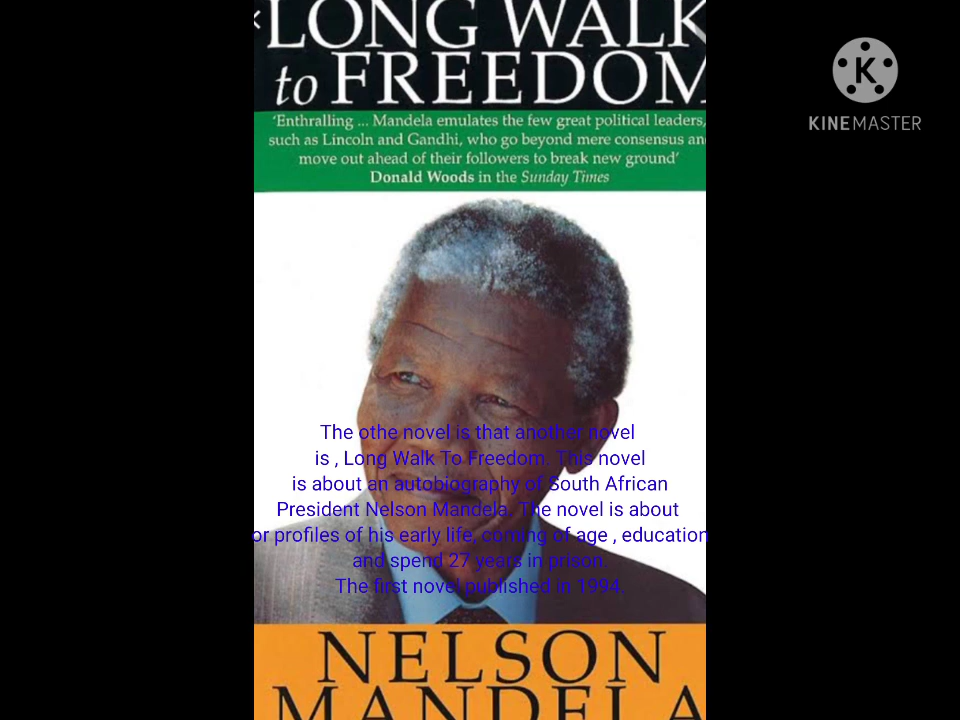 LONG WALK
to FREEDOM
'Enthralling ... Mandela emulates the few great political leaders,
such as Lincoln and Gandhi, who go beyond mere consensus an
move out ahead of their followers to break new ground'
Donald Woods in the Sunday Times
The othe novel is that another novel
is , Long Walk To Freedom. This novel
is about an autobiography of South African
President Nelson Mandela. The novel is about
or profiles of his early life, coming of age , education
and spend 27 years in prison.
The first novel published in 1994.
NELSON
MANDELA
K
KINEMASTER